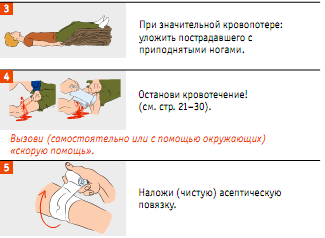 3
При значительной кровопотере:
уложить пострадавшего с
приподнятыми ногами.
4
Останови кровотечение!
(см. стр. 21–30).
Вызови (самостоятельно или с помощью окружающих)
«скорую помощь».
5
Наложи (чистую) асептическую
повязку.